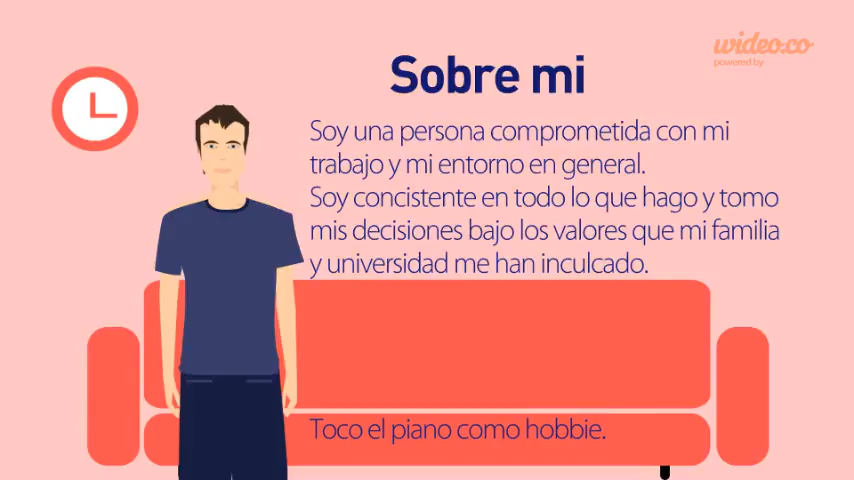 wideo.co
powered by
Sobre mi
Soy una persona comprometida con mi
trabajo y mi entorno en general.
Soy concistente en todo lo que hago y tomo
mis decisiones bajo los valores que mi familia
y universidad me han inculcado.
Toco el piano como hobbie.